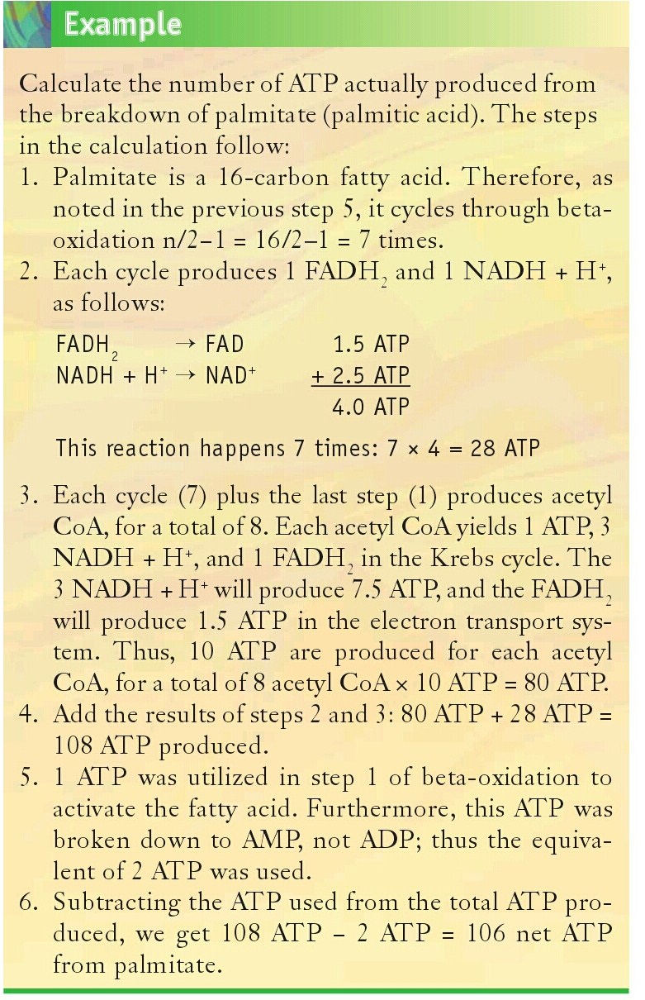 Example
Calculate the number of ATP actually produced from
the breakdown of palmitate (palmitic acid). The steps
in the calculation follow:
1. Palmitate is a 16-carbon fatty acid. Therefore, as
noted in the previous step 5, it cycles through beta-
oxidation n/2–1 = 16/2–1 = 7 times.
2. Each cycle produces 1 FADH₂ and 1 NADH + H⁺,
as follows:
FADH₂ → FAD 1.5 ATP
NADH + H⁺ → NAD⁺ + 2.5 ATP
4.0 ATP
This reaction happens 7 times: 7 × 4 = 28 ATP
3. Each cycle (7) plus the last step (1) produces acetyl
CoA, for a total of 8. Each acetyl CoA yields 1 ATP, 3
NADH + H⁺, and 1 FADH₂ in the Krebs cycle. The
3 NADH + H⁺ will produce 7.5 ATP, and the FADH₂
will produce 1.5 ATP in the electron transport sys-
tem. Thus, 10 ATP are produced for each acetyl
CoA, for a total of 8 acetyl CoA × 10 ATP = 80 ATP.
4. Add the results of steps 2 and 3: 80 ATP + 28 ATP =
108 ATP produced.
5. 1 ATP was utilized in step 1 of beta-oxidation to
activate the fatty acid. Furthermore, this ATP was
broken down to AMP, not ADP; thus the equiva-
lent of 2 ATP was used.
6. Subtracting the ATP used from the total ATP pro-
duced, we get 108 ATP – 2 ATP = 106 net ATP
from palmitate.